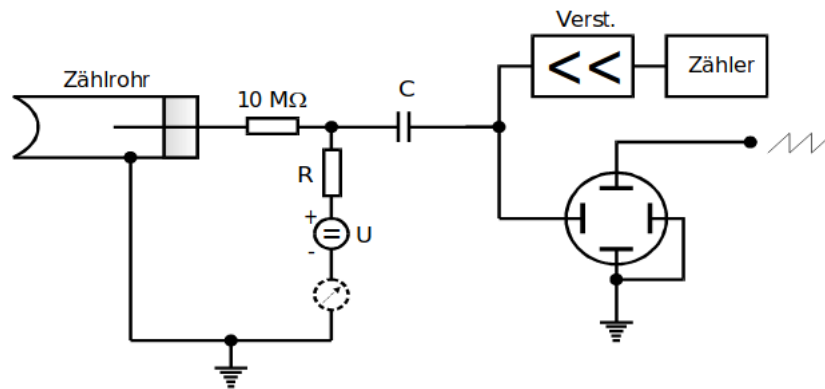 Verst.
Zählrohr
<<
Zähler
10 MΩ
C
R
+
= U
-